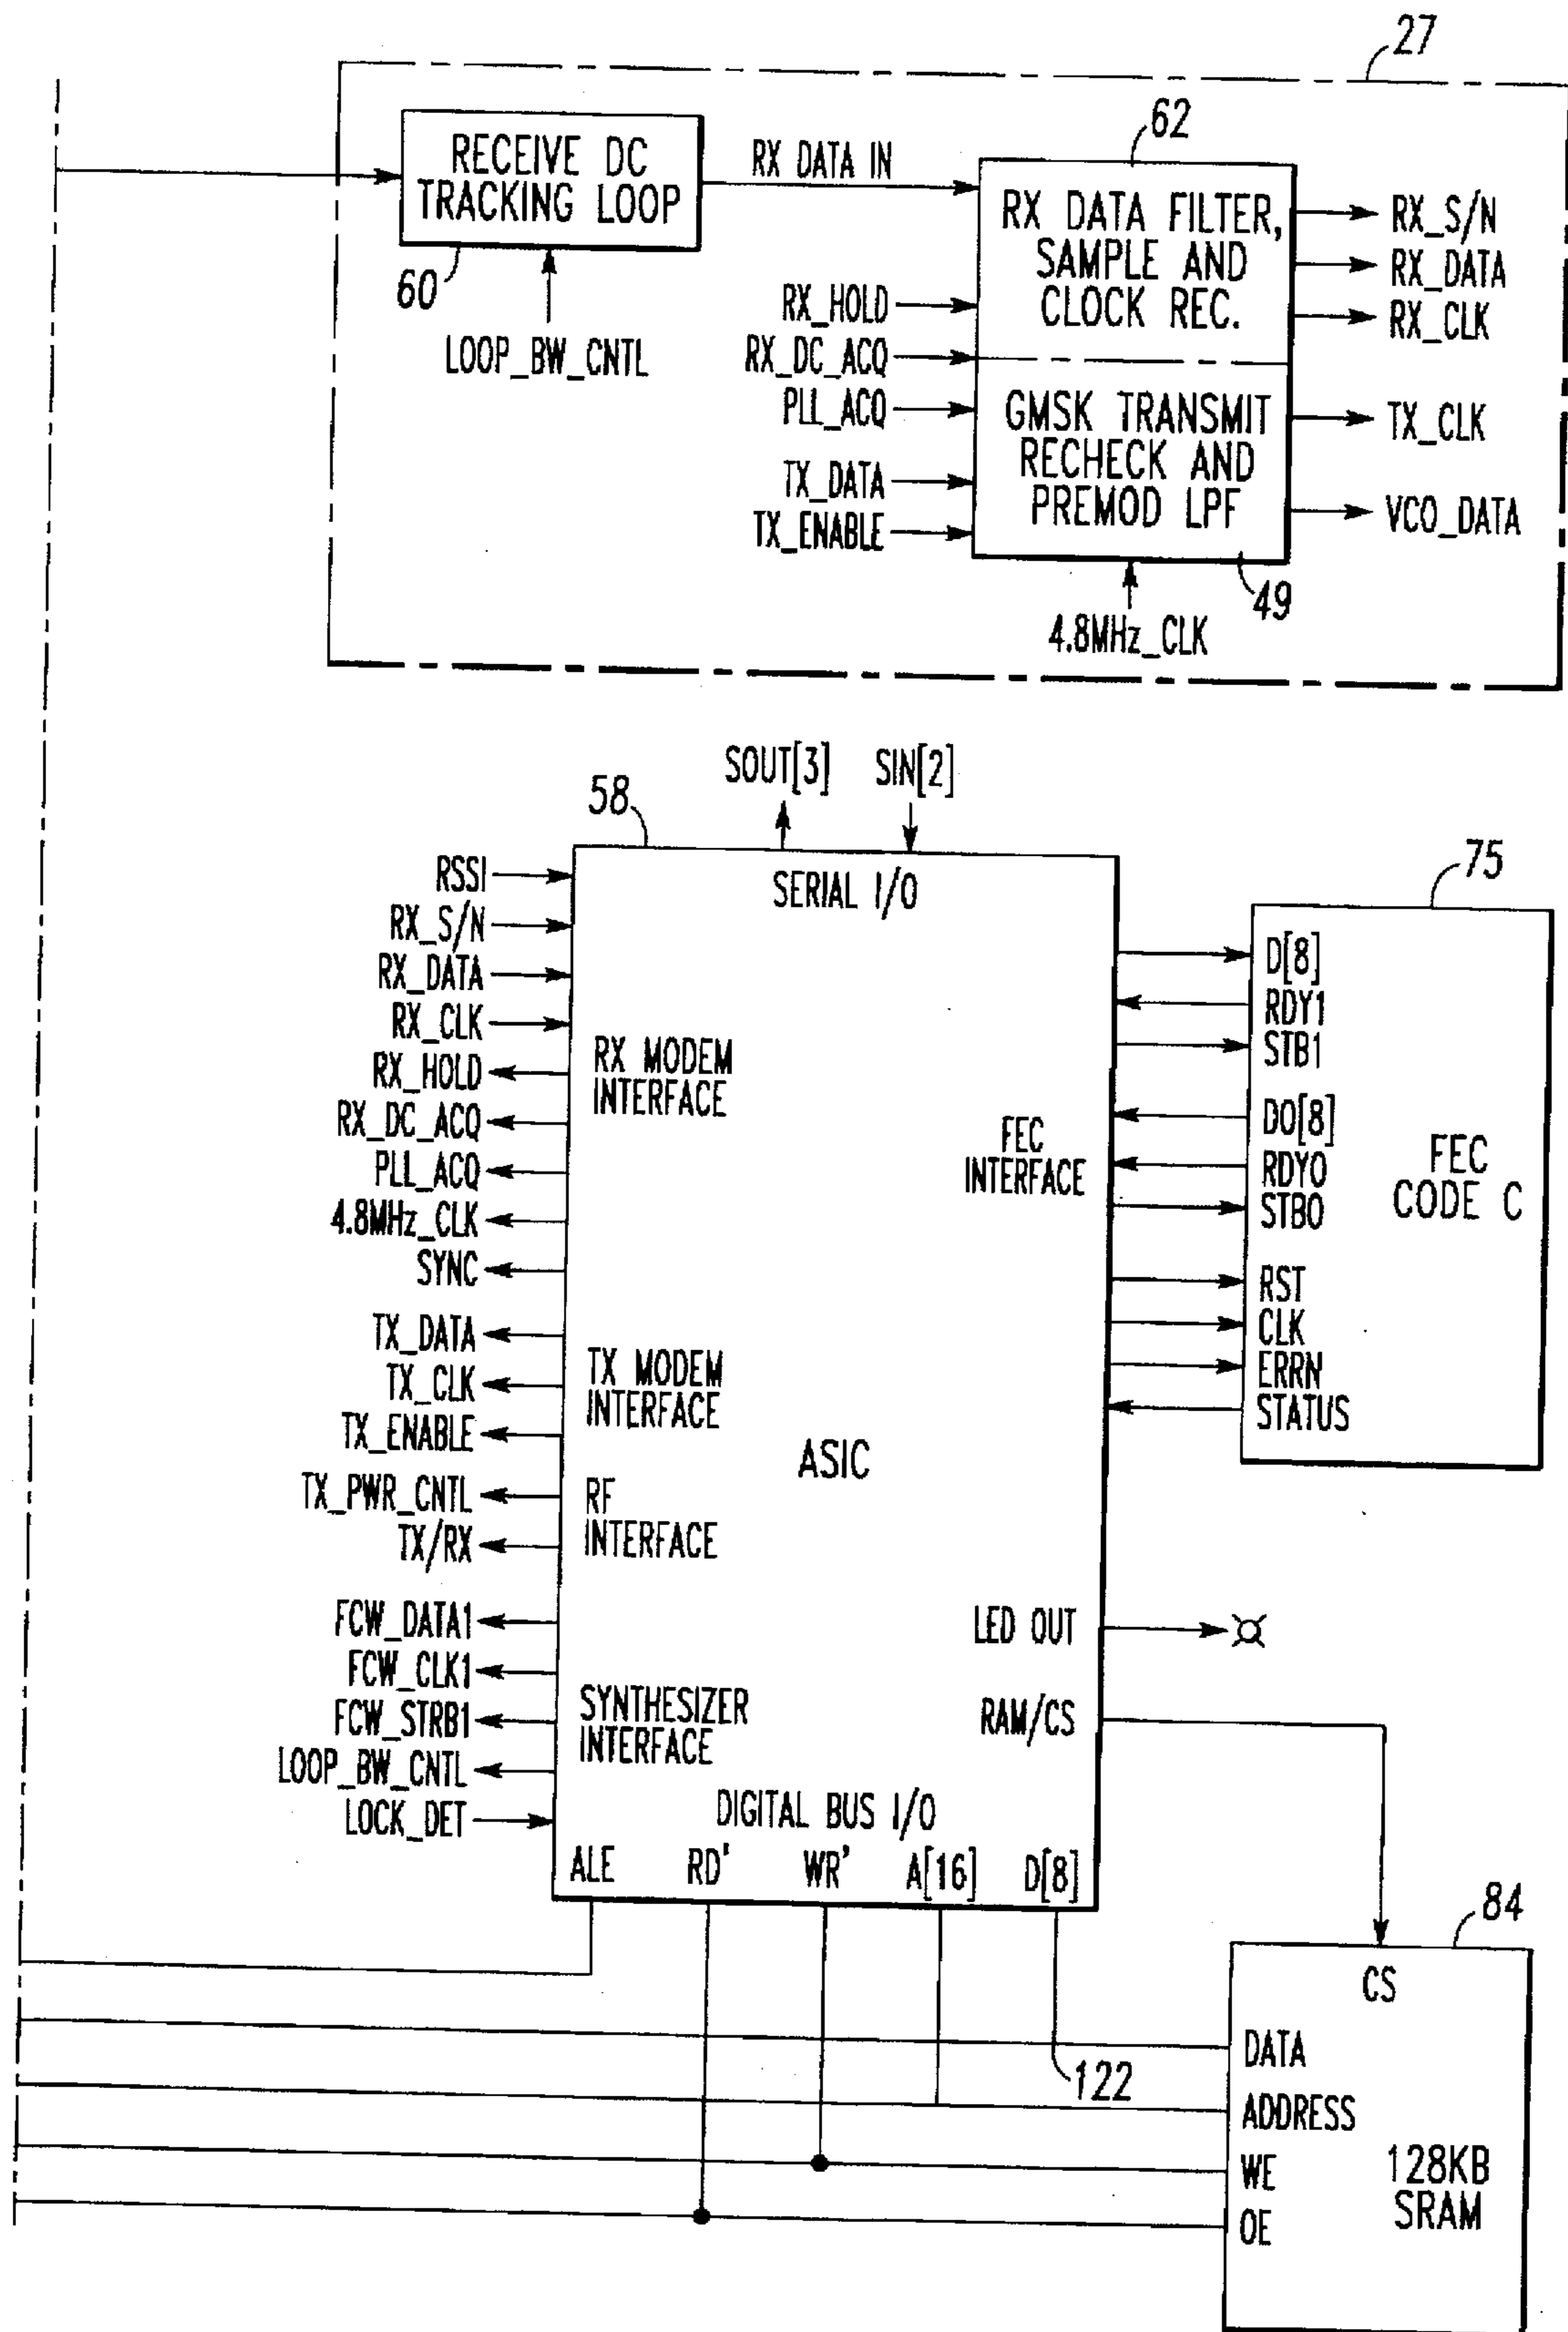 27
RECEIVE DC
TRACKING LOOP
60
LOOP_BW_CNTL
RX DATA IN
62
RX DATA FILTER,
SAMPLE AND
CLOCK REC.
GMSK TRANSMIT
RECHECK AND
PREMOD LPF
49
RX_HOLD
RX_DC_ACQ
PLL_ACQ
TX_DATA
TX_ENABLE
4.8MHz_CLK
RX_S/N
RX_DATA
RX_CLK
TX_CLK
VCO_DATA
SOUT[3]
SIN[2]
58
SERIAL I/O
RSSI
RX_S/N
RX_DATA
RX_CLK
RX_HOLD
RX_DC_ACQ
PLL_ACQ
4.8MHz_CLK
SYNC
TX_DATA
TX_CLK
TX_ENABLE
TX_PWR_CNTL
TX/RX
FCW_DATA1
FCW_CLK1
FCW_STRB1
LOOP_BW_CNTL
LOCK_DET
RX MODEM
INTERFACE
TX MODEM
INTERFACE
ASIC
RF
INTERFACE
SYNTHESIZER
INTERFACE
FEC
INTERFACE
LED OUT
RAM/CS
DIGITAL BUS I/O
ALE
RD'
WR'
A[16]
D[8]
122
75
D[8]
RDY1
STB1
DO[8]
RDYO
STBO
RST
CLK
ERRN
STATUS
FEC
CODE C
84
CS
DATA
ADDRESS
WE
OE
128KB
SRAM